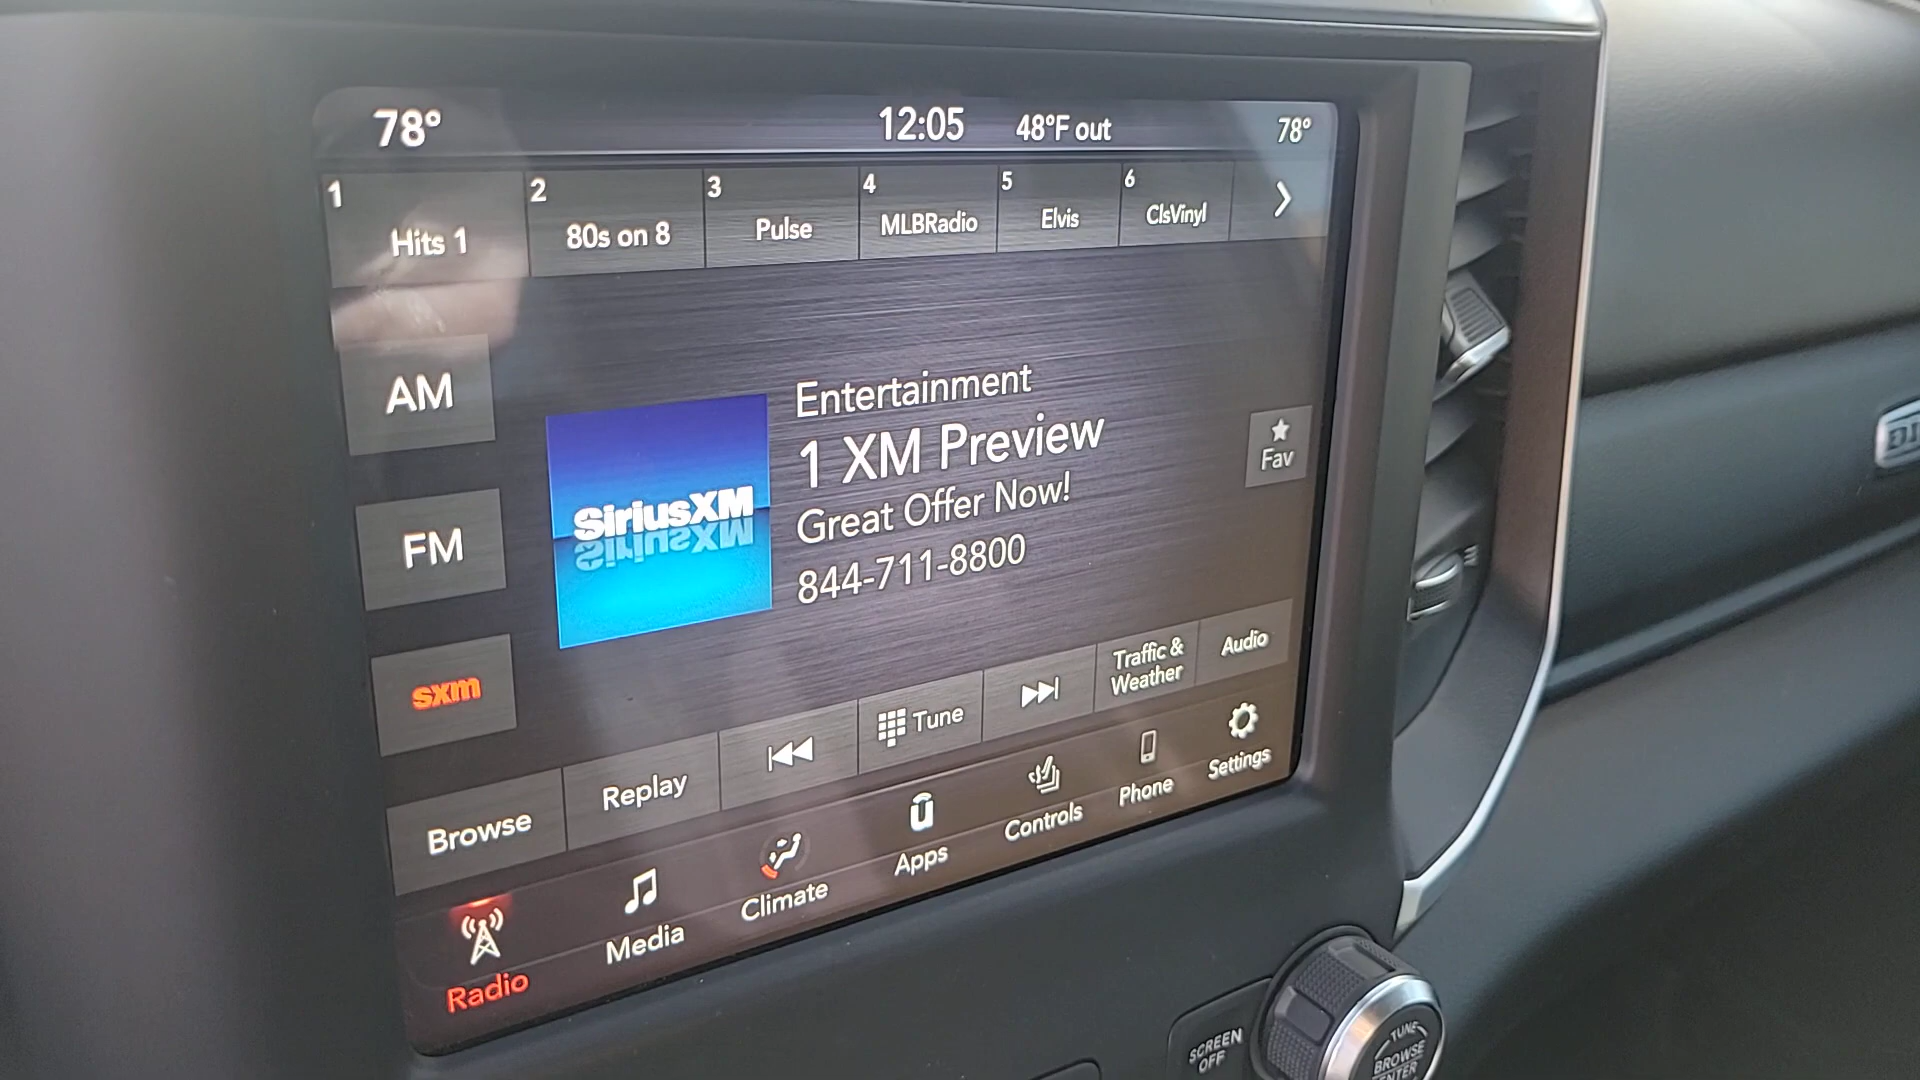 78° 12:05 48°F out 78°
1 2 3 4 5 6
Hits 1 80s on 8 Pulse MLBRadio Elvis ClsVinyl
AM
FM
sxm
SiriusXM
Entertainment
1 XM Preview
Great Offer Now!
844-711-8800
Fav
Browse Replay Tune Traffic & Weather Audio
Radio Media Climate Apps Controls Phone Settings
SCREEN
OFF
TUNE
BROWSE